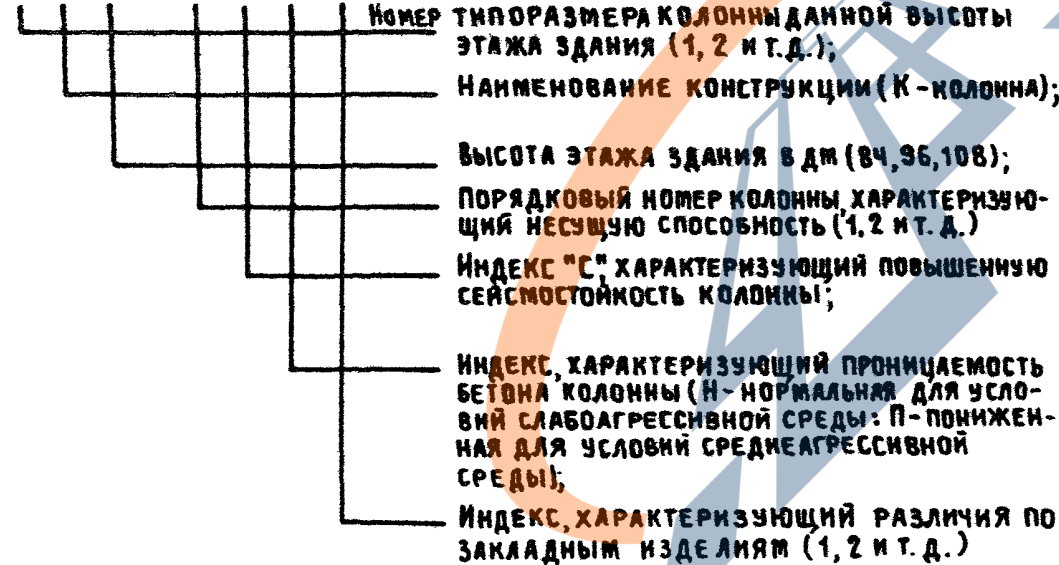 Номер типоразмера колонны данной высоты
этажа здания (1, 2 и т.д.);
Наименование конструкции (К-колонна);
Высота этажа здания в дм (84,96,108);
Порядковый номер колонны, характеризую-
щий несущую способность (1,2 и т. д.)
Индекс "С", характеризующий повышенную
сейсмостойкость колонны;
Индекс, характеризующий проницаемость
бетона колонны (Н-нормальная для усло-
вий слабоагрессивной среды: П-понижен-
ная для условий среднеагрессивной
среды);
Индекс, характеризующий различия по
закладным изделиям (1,2 и т. д.)